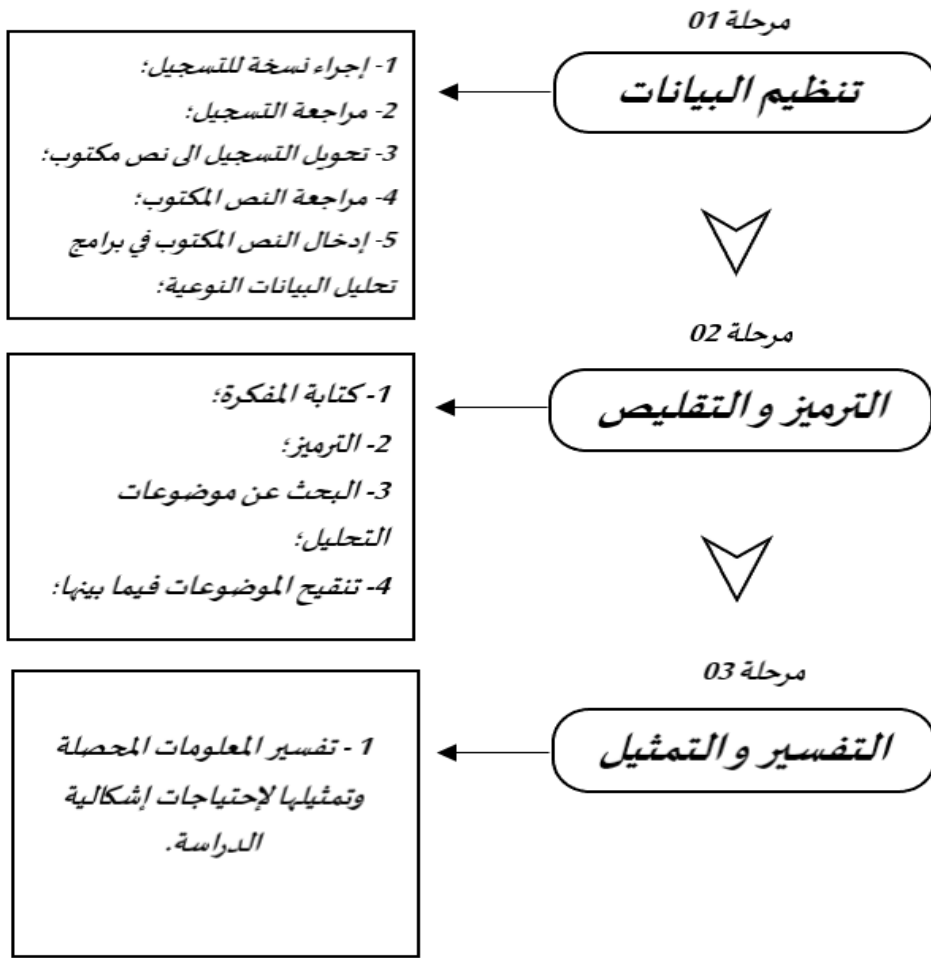 مرحلة 01
تنظيم البيانات
1- إجراء نسخة للتسجيل؛
2- مراجعة التسجيل؛
3- تحويل التسجيل الى نص مكتوب؛
4- مراجعة النص المكتوب؛
5- إدخال النص المكتوب في برامج
تحليل البيانات النوعية؛
مرحلة 02
الترميز و التقليص
1- كتابة المفكرة؛
2- الترميز؛
3- البحث عن موضوعات
التحليل؛
4- تنقيح الموضوعات فيما بينها؛
مرحلة 03
التفسير و التمثيل
1 - تفسير المعلومات المحصلة
وتمثيلها لإحتياجات إشكالية
الدراسة.